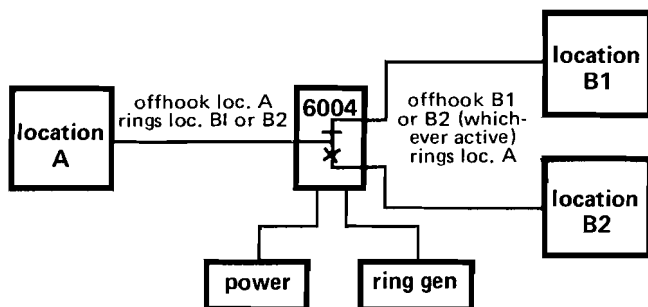 location
A
offhook loc. A
rings loc. B1 or B2
6004
offhook B1
or B2 (which-
ever active)
rings loc. A
location
B1
location
B2
power
ring gen